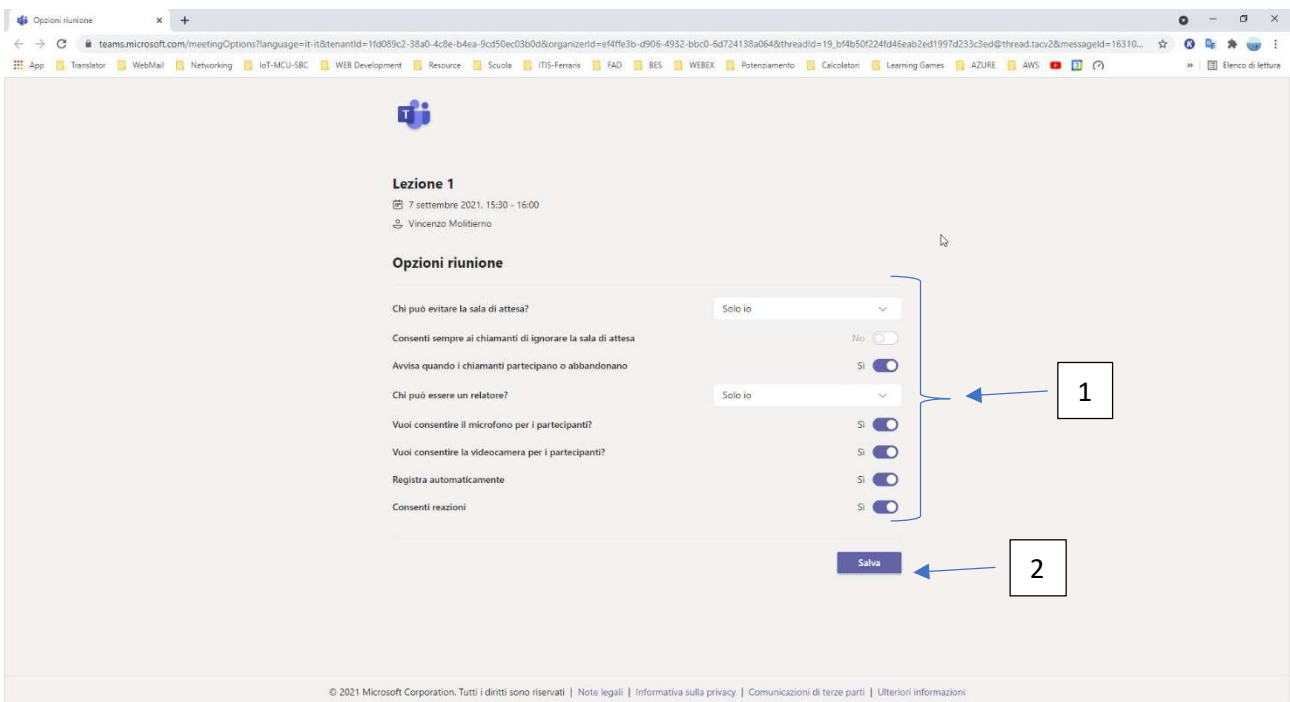 Opzioni riunione
teams.microsoft.com/meetingOptions?language=it-it&tenantId=1fd089c2-38a0-4c8e-b4ea-9cd50ec03b0d&organizerId=ef4ffe3b-d906-4932-bbc0-6d724138a064&threadId=19_bf4b50f224fd46eab2ed1997d233c3ed@thread.tacv2&messageId=16310...
App Translator WebMail Networking IoT-MCU-SBC WEB Development Resource Scuola ITIS-Ferraris FAD BES WEBEX Potenziamento Calcolatori Learning Games AZURE AWS » Elenco di lettura
Lezione 1
7 settembre 2021, 15:30 - 16:00
Vincenzo Molitierno
Opzioni riunione
Chi può evitare la sala di attesa? Solo io
Consenti sempre ai chiamanti di ignorare la sala di attesa No
Avvisa quando i chiamanti partecipano o abbandonano Sì
Chi può essere un relatore? Solo io
1
Vuoi consentire il microfono per i partecipanti? Sì
Vuoi consentire la videocamera per i partecipanti? Sì
Registra automaticamente Sì
Consenti reazioni Sì
Salva
2
© 2021 Microsoft Corporation. Tutti i diritti sono riservati | Note legali | Informativa sulla privacy | Comunicazioni di terze parti | Ulteriori informazioni